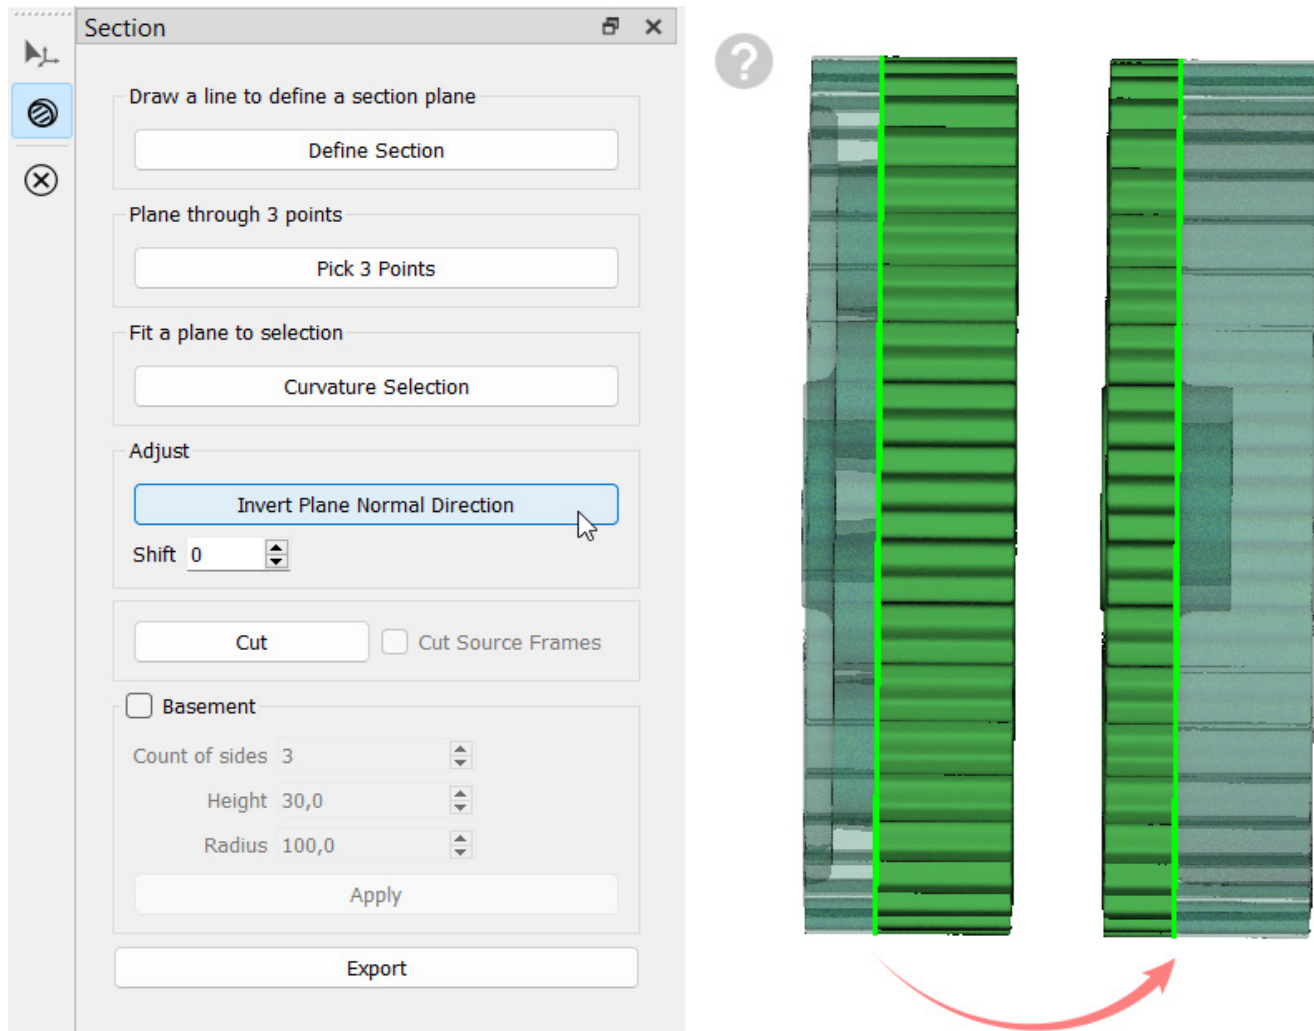 Section
Draw a line to define a section plane
Define Section
Plane through 3 points
Pick 3 Points
Fit a plane to selection
Curvature Selection
Adjust
Invert Plane Normal Direction
Shift 0
Cut Cut Source Frames
Basement
Count of sides 3
Height 30,0
Radius 100,0
Apply
Export
?